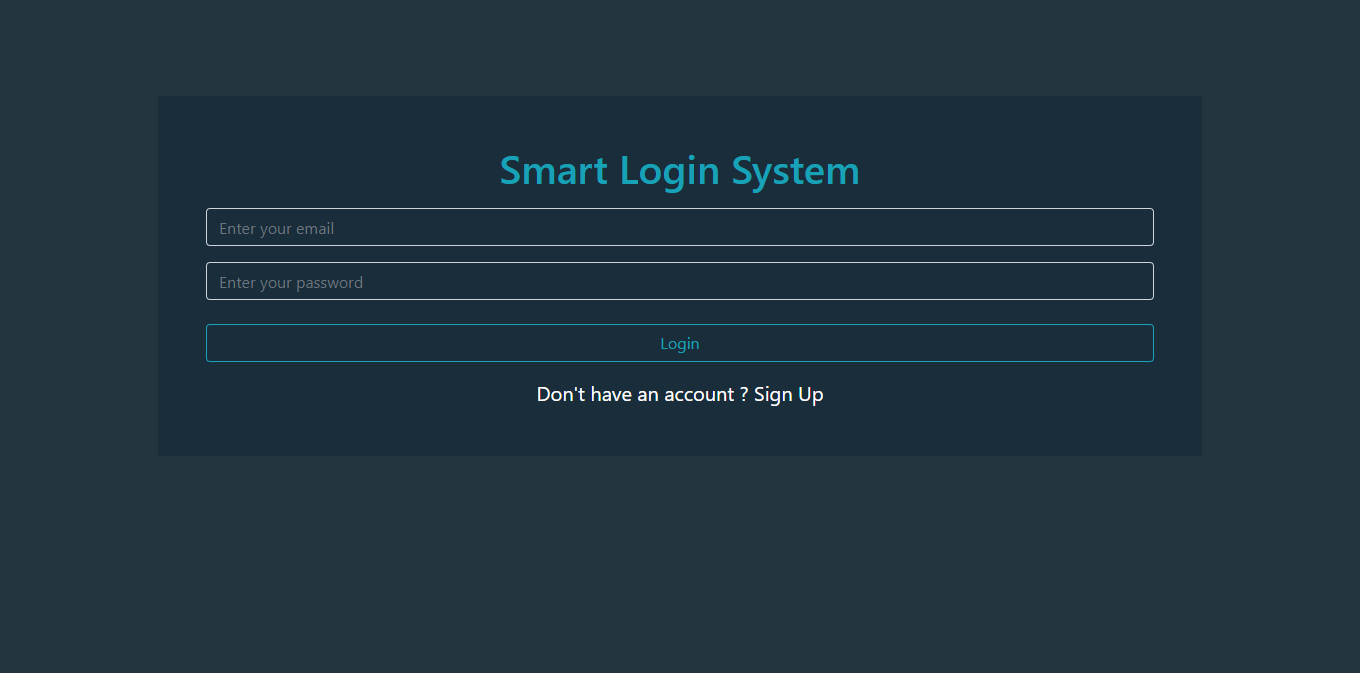 Smart Login System
Enter your email
Enter your password
Login
Don't have an account ? Sign Up